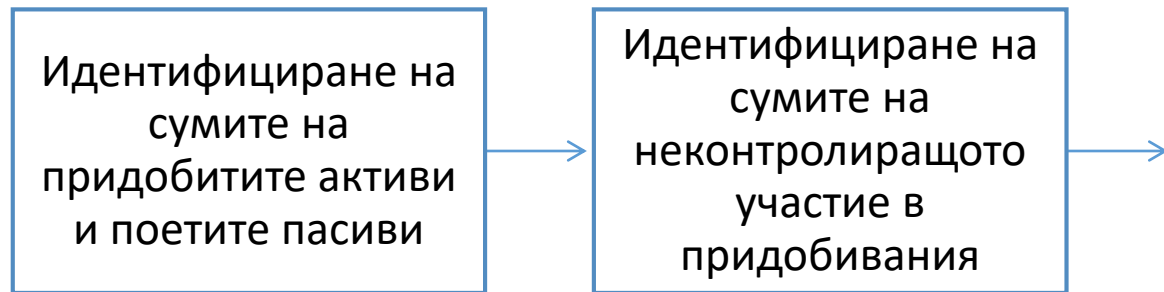 Идентифициране на
сумите на
придобитите активи
и поетите пасиви
Идентифициране на
сумите на
неконтролиращото
участие в
придобивания